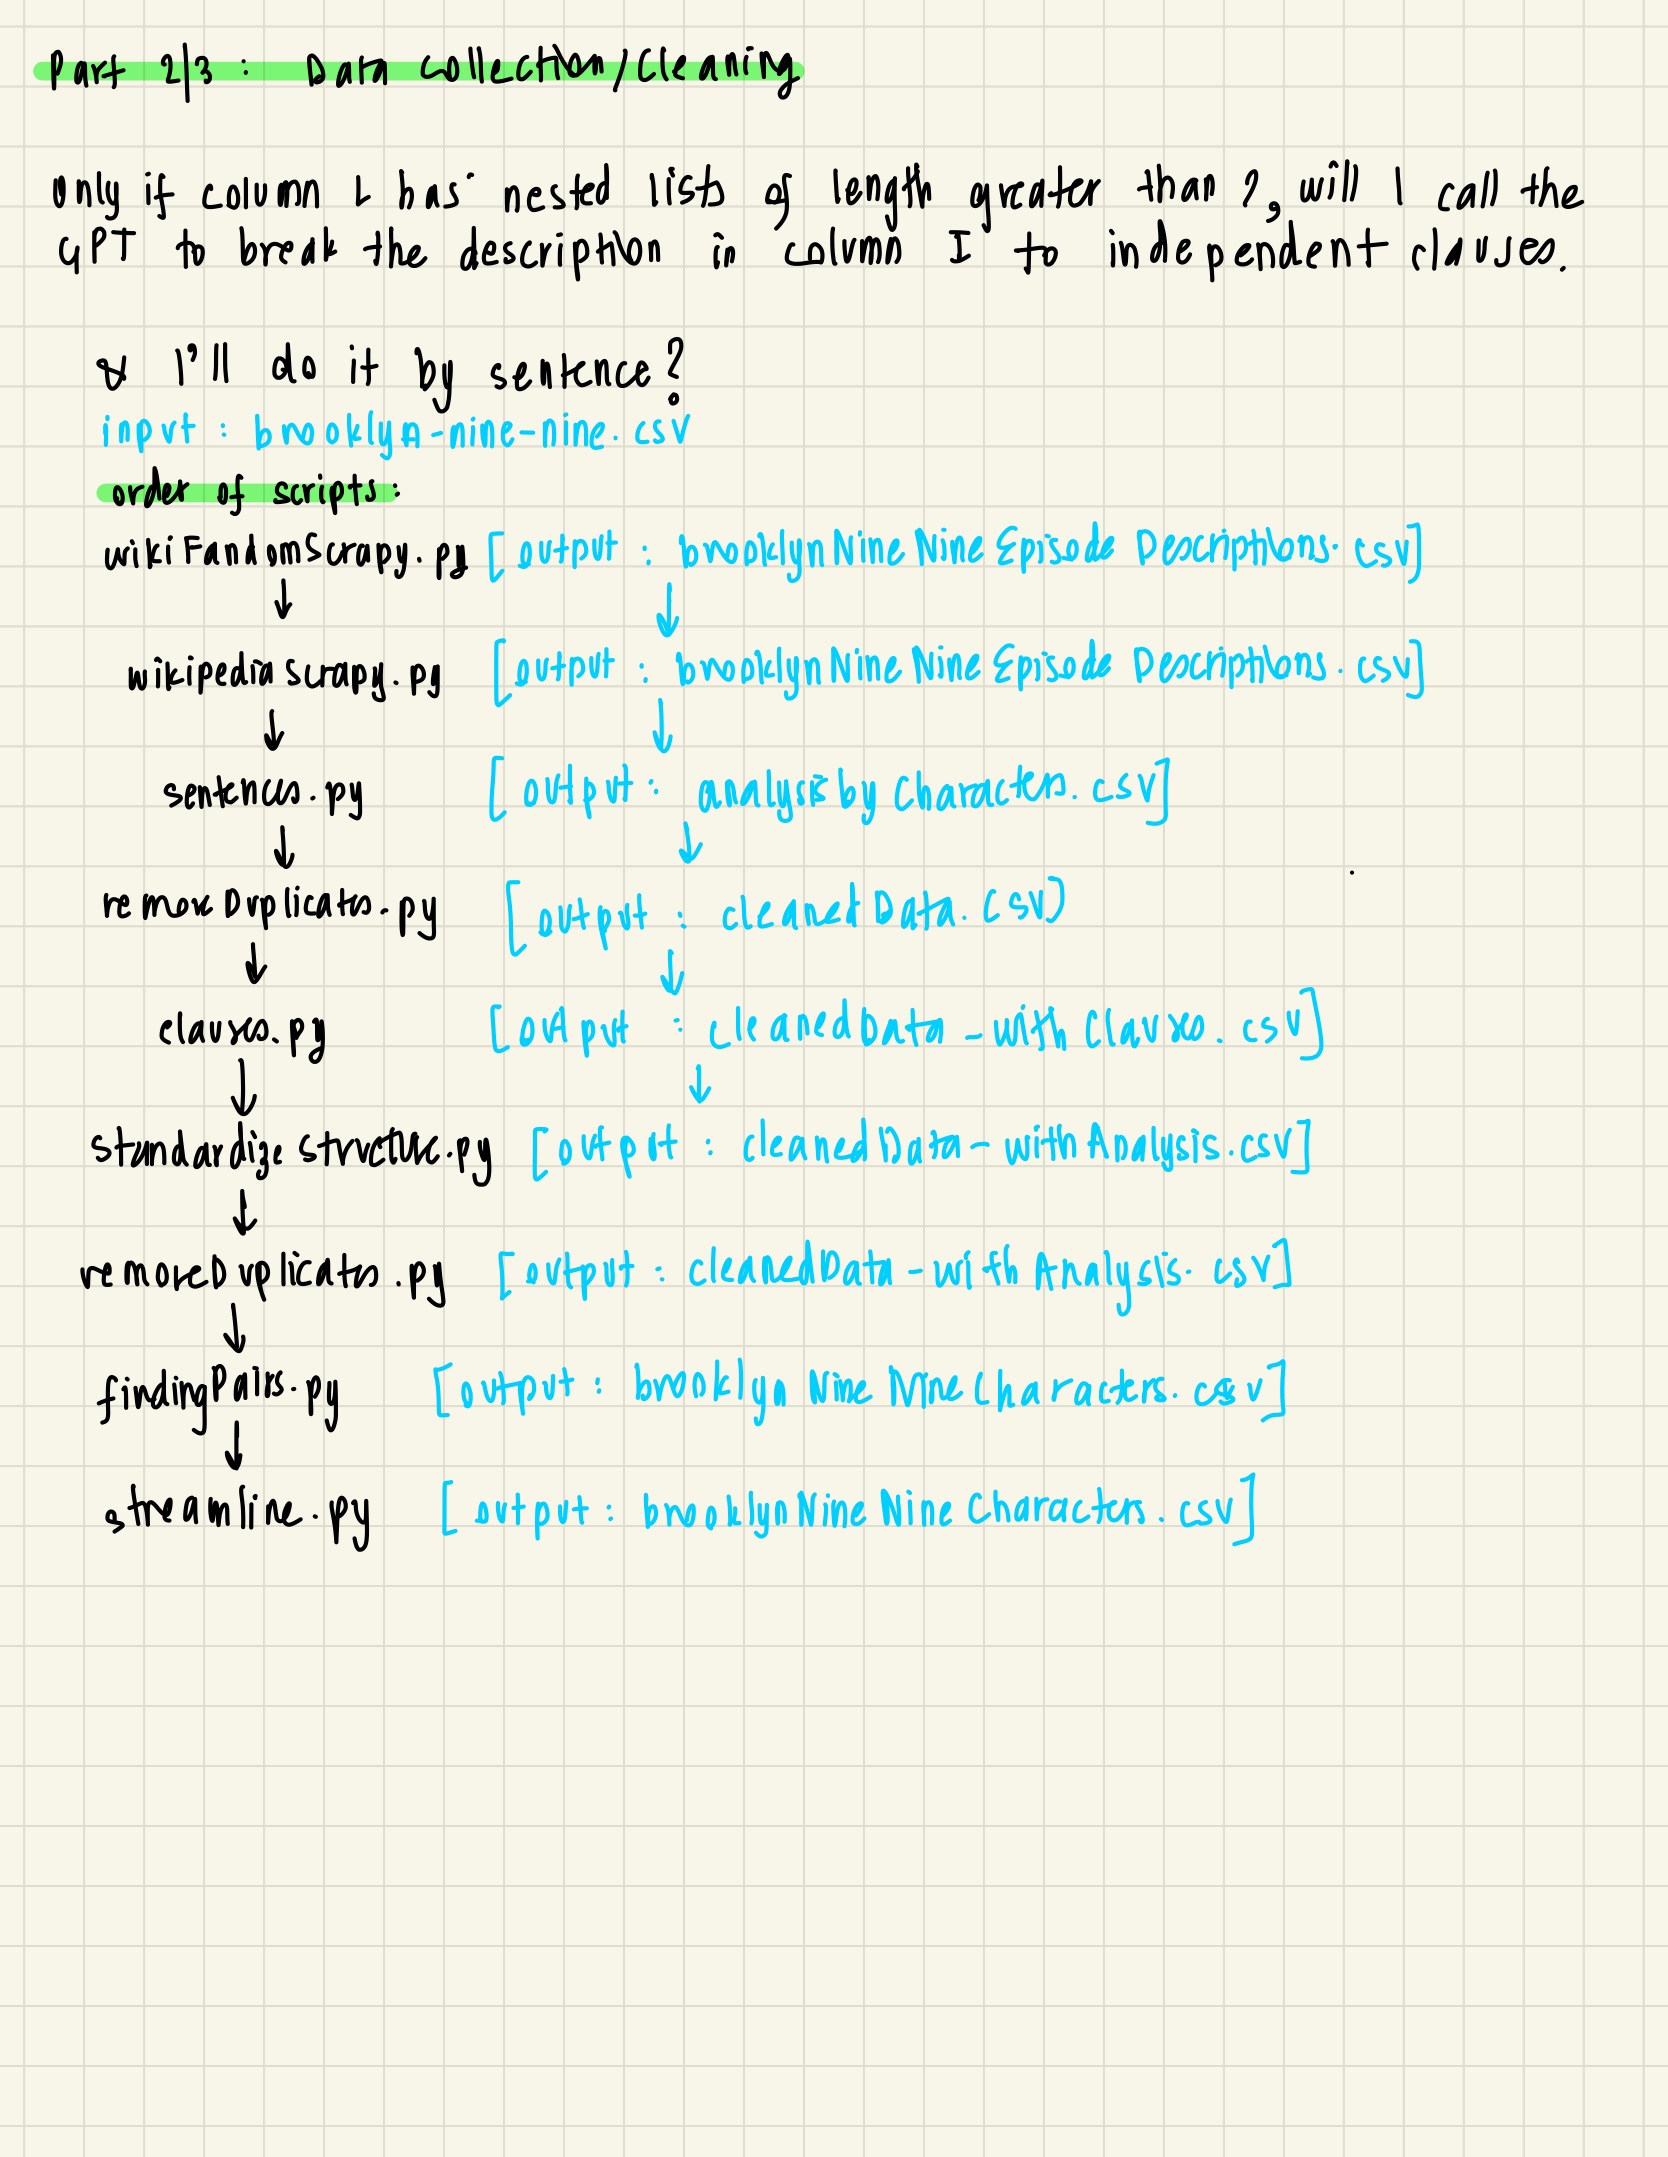 Part 2/3 : Data Collection/Cleaning
only if column L has nested lists of length greater than 2, will I call the
GPT to break the description in column I to independent clauses.
& I'll do it by sentence?
input : brooklyn-nine-nine.csv
order of scripts:
wikiFandomScrapy.py [output : brooklynNineNineEpisodeDescriptions.csv]
↓ ↓
wikipediaScrapy.py [output : brooklynNineNineEpisodeDescriptions.csv]
↓ ↓
sentences.py [output : analysisbyCharacters.csv]
↓ ↓
removeDuplicates.py [output : cleanedData.csv]
↓ ↓
clauses.py [output : cleanedData-withClauses.csv]
↓ ↓
standardizestructure.py [output : cleanedData-withAnalysis.csv]
↓
removeDuplicates.py [output : cleanedData-withAnalysis.csv]
↓
findingPairs.py [output : brooklynNineNineCharacters.csv]
↓
streamline.py [output : brooklynNineNineCharacters.csv]